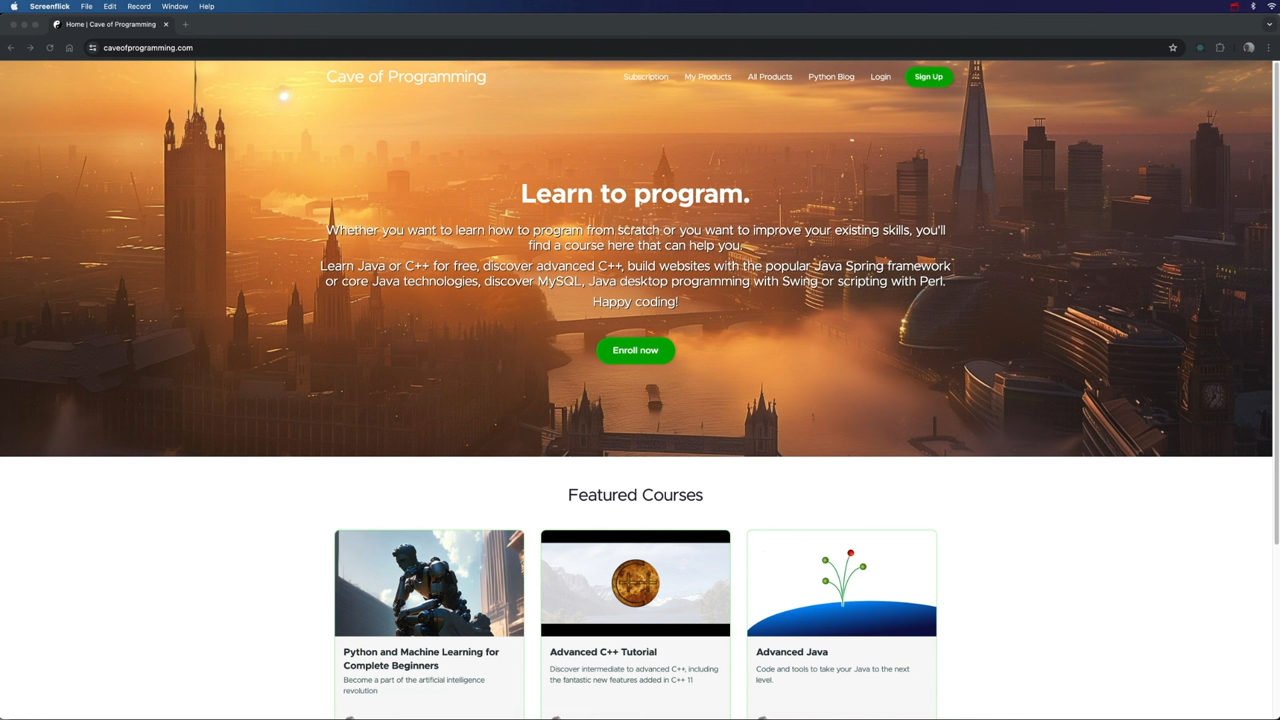 Screenflick File Edit Record Window Help
Home | Cave of Programming
caveofprogramming.com
Cave of Programming
Subscription My Products All Products Python Blog Login Sign Up
Learn to program.
Whether you want to learn how to program from scratch or you want to improve your existing skills, you'll
find a course here that can help you.
Learn Java or C++ for free, discover advanced C++, build websites with the popular Java Spring framework
or core Java technologies, discover MySQL, Java desktop programming with Swing or scripting with Perl.
Happy coding!
Enroll now
Featured Courses
Python and Machine Learning for
Complete Beginners
Become a part of the artificial intelligence
revolution
Advanced C++ Tutorial
Discover intermediate to advanced C++, including
the fantastic new features added in C++ 11
Advanced Java
Code and tools to take your Java to the next
level.